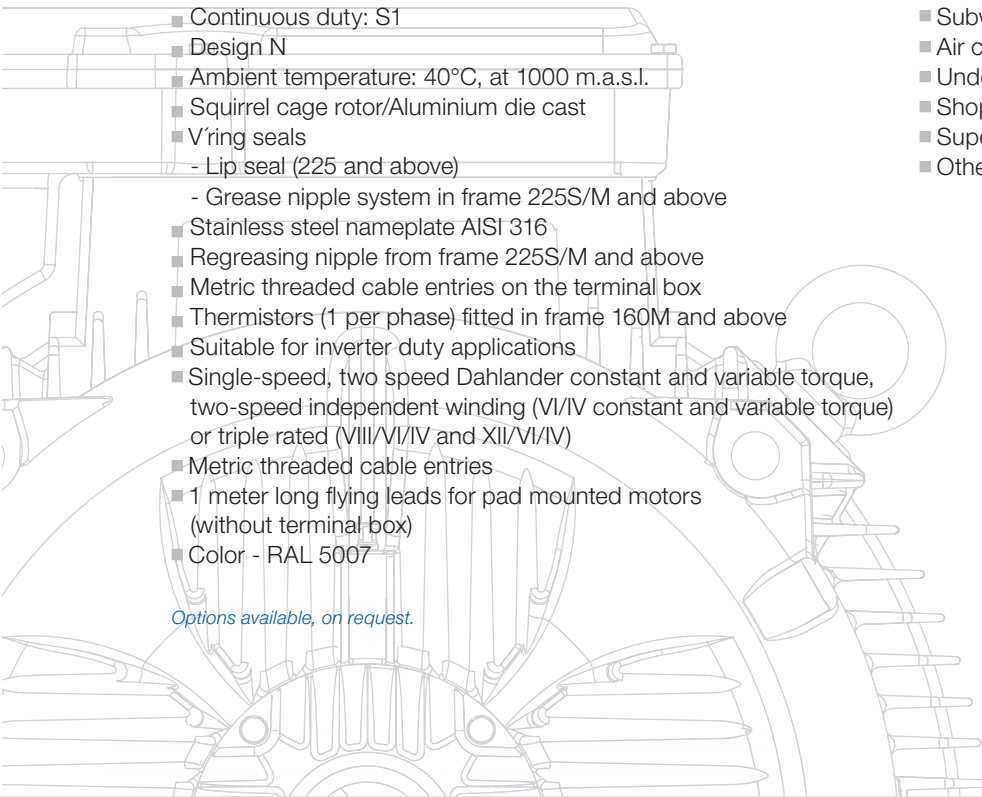 Continuous duty: S1
Design N
Ambient temperature: 40°C, at 1000 m.a.s.l.
Squirrel cage rotor/Aluminium die cast
V´ring seals
- Lip seal (225 and above)
- Grease nipple system in frame 225S/M and above
Stainless steel nameplate AISI 316
Regreasing nipple from frame 225S/M and above
Metric threaded cable entries on the terminal box
Thermistors (1 per phase) fitted in frame 160M and above
Suitable for inverter duty applications
Single-speed, two speed Dahlander constant and variable torque,
two-speed independent winding (VI/IV constant and variable torque)
or triple rated (VIII/VI/IV and XII/VI/IV)
Metric threaded cable entries
1 meter long flying leads for pad mounted motors
(without terminal box)
Color - RAL 5007
Options available, on request.
Air